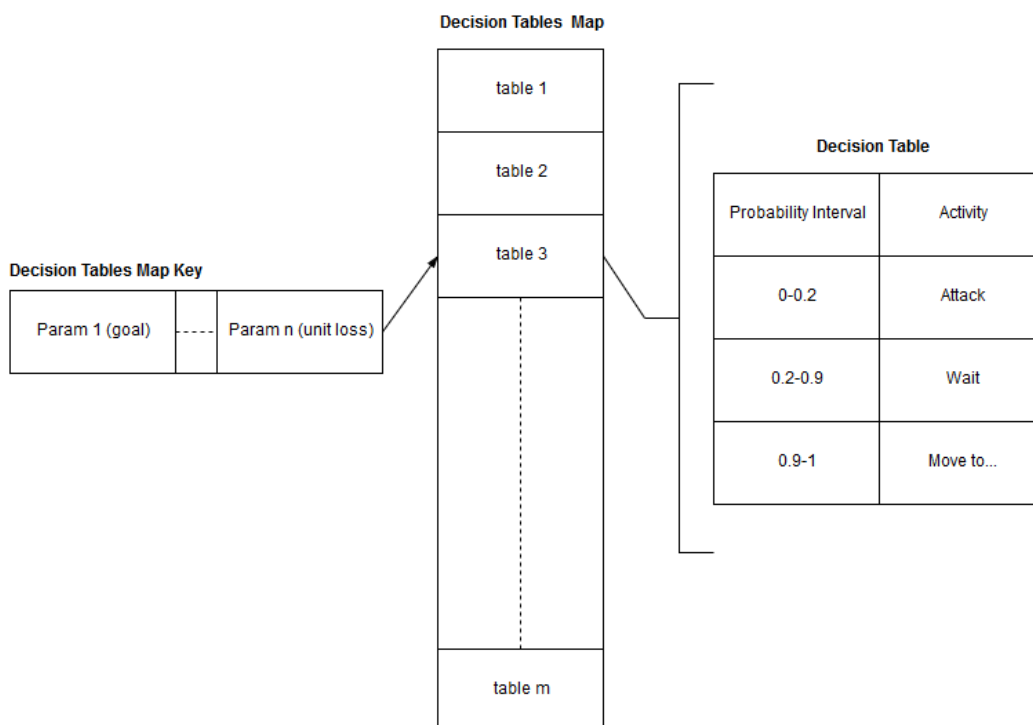 Decision Tables Map
table 1
table 2
table 3
table m
Decision Tables Map Key
Param 1 (goal)
Param n (unit loss)
Decision Table
Probability Interval
Activity
0-0.2
Attack
0.2-0.9
Wait
0.9-1
Move to...